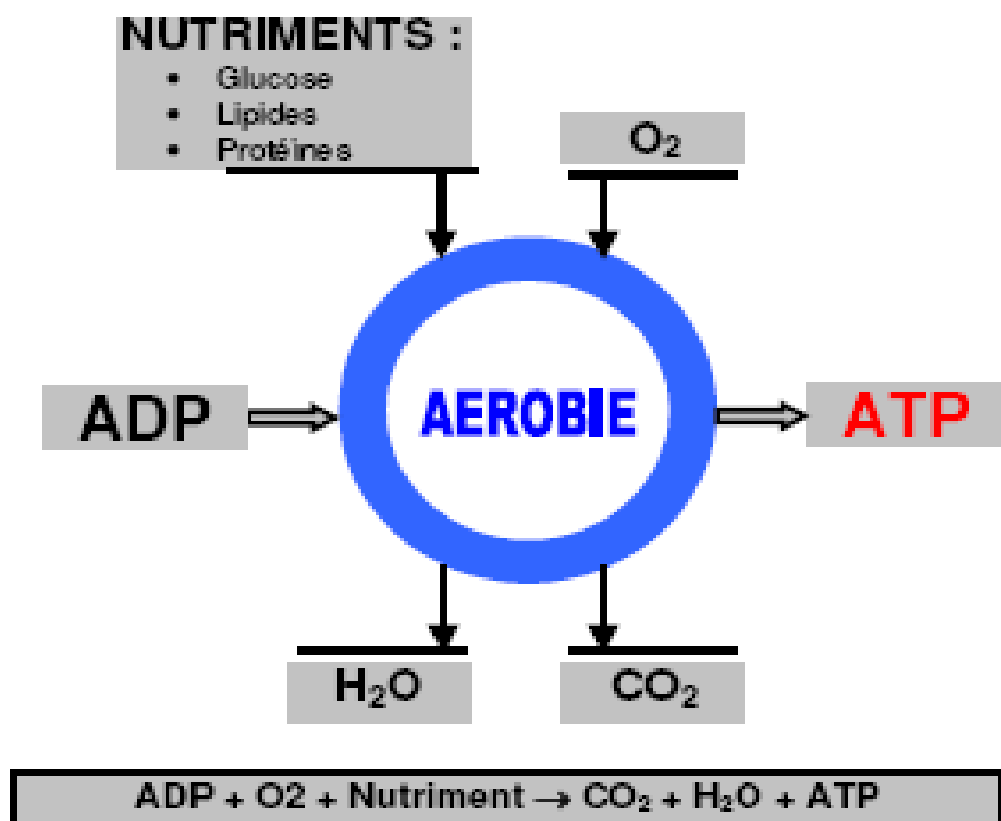 NUTRIMENTS :
• Glucose
• Lipides
• Protéines
O₂
ADP
AEROBIE
ATP
H₂O
CO₂
ADP + O2 + Nutriment → CO₂ + H₂O + ATP